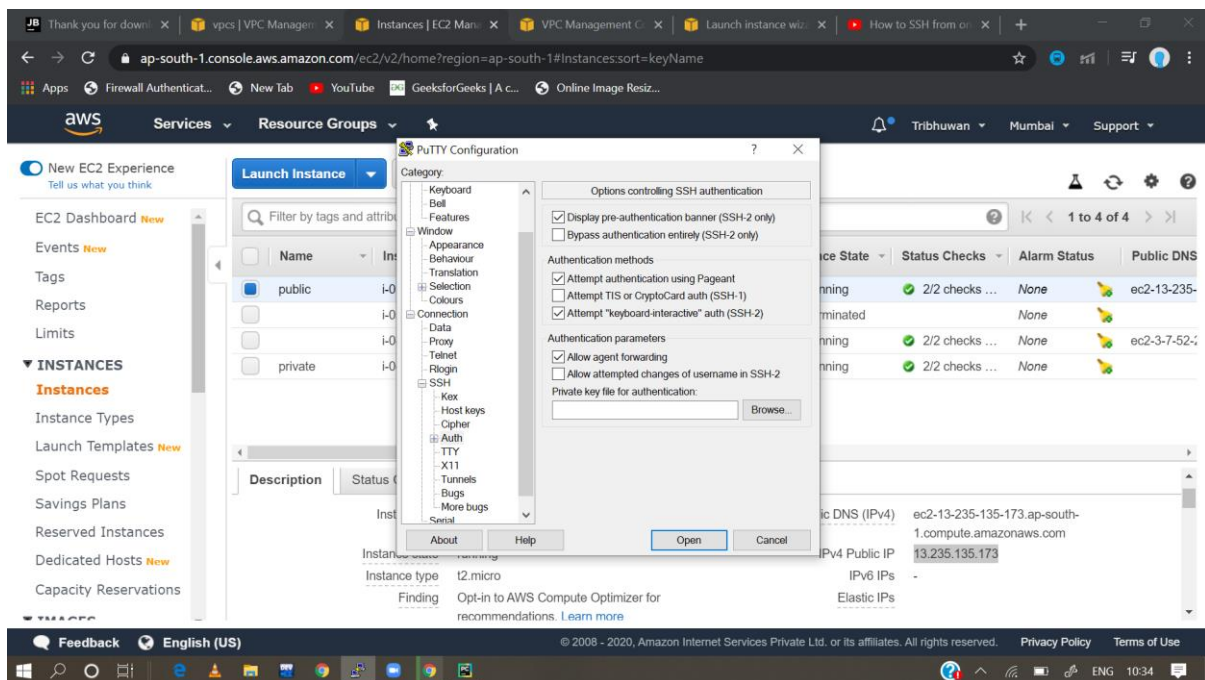 JB Thank you for downl
vpcs | VPC Managem
Instances | EC2 Mana
VPC Management C
Launch instance wiz
How to SSH from on
ap-south-1.console.aws.amazon.com/ec2/v2/home?region=ap-south-1#Instances:sort=keyName
Apps Firewall Authenticat... New Tab YouTube GeeksforGeeks | A c... Online Image Resiz...
aws Services Resource Groups Tribhuwan Mumbai Support
New EC2 Experience
Tell us what you think
EC2 Dashboard New
Events New
Tags
Reports
Limits
INSTANCES
Instances
Instance Types
Launch Templates New
Spot Requests
Savings Plans
Reserved Instances
Dedicated Hosts New
Capacity Reservations
Launch Instance
Filter by tags and attribu
1 to 4 of 4
Name Ins
ce State Status Checks Alarm Status Public DNS
public i-0 nning 2/2 checks ... None ec2-13-235-
i-0 rminated None
i-0 nning 2/2 checks ... None ec2-3-7-52-2
private i-0 nning 2/2 checks ... None
PuTTY Configuration ? ×
Category:
Keyboard
Bell
Features
Window
Appearance
Behaviour
Translation
Selection
Colours
Connection
Data
Proxy
Telnet
Rlogin
SSH
Kex
Host keys
Cipher
Auth
TTY
X11
Tunnels
Bugs
More bugs
Serial
Options controlling SSH authentication
Display pre-authentication banner (SSH-2 only)
Bypass authentication entirely (SSH-2 only)
Authentication methods
Attempt authentication using Pageant
Attempt TIS or CryptoCard auth (SSH-1)
Attempt "keyboard-interactive" auth (SSH-2)
Authentication parameters
Allow agent forwarding
Allow attempted changes of username in SSH-2
Private key file for authentication:
Browse...
About Help Open Cancel
Description Status
Inst
Instance state running
Instance type t2.micro
Finding Opt-in to AWS Compute Optimizer for
recommendations. Learn more
ic DNS (IPv4) ec2-13-235-135-173.ap-south-
1.compute.amazonaws.com
IPv4 Public IP 13.235.135.173
IPv6 IPs -
Elastic IPs
Feedback English (US) © 2008 - 2020, Amazon Internet Services Private Ltd. or its affiliates. All rights reserved. Privacy Policy Terms of Use
ENG 10:34